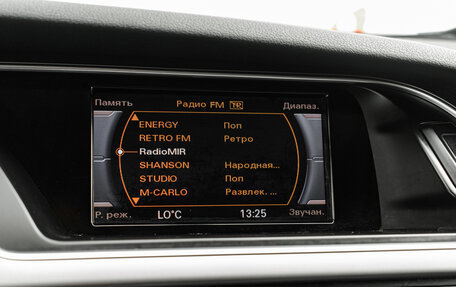 Память Радио FM TP Диапаз.
ENERGY Поп
RETRO FM Ретро
RadioMIR
SHANSON Народная...
STUDIO Поп
M-CARLO Развлек. ...
Р. реж. LO°C 13:25 Звучан.